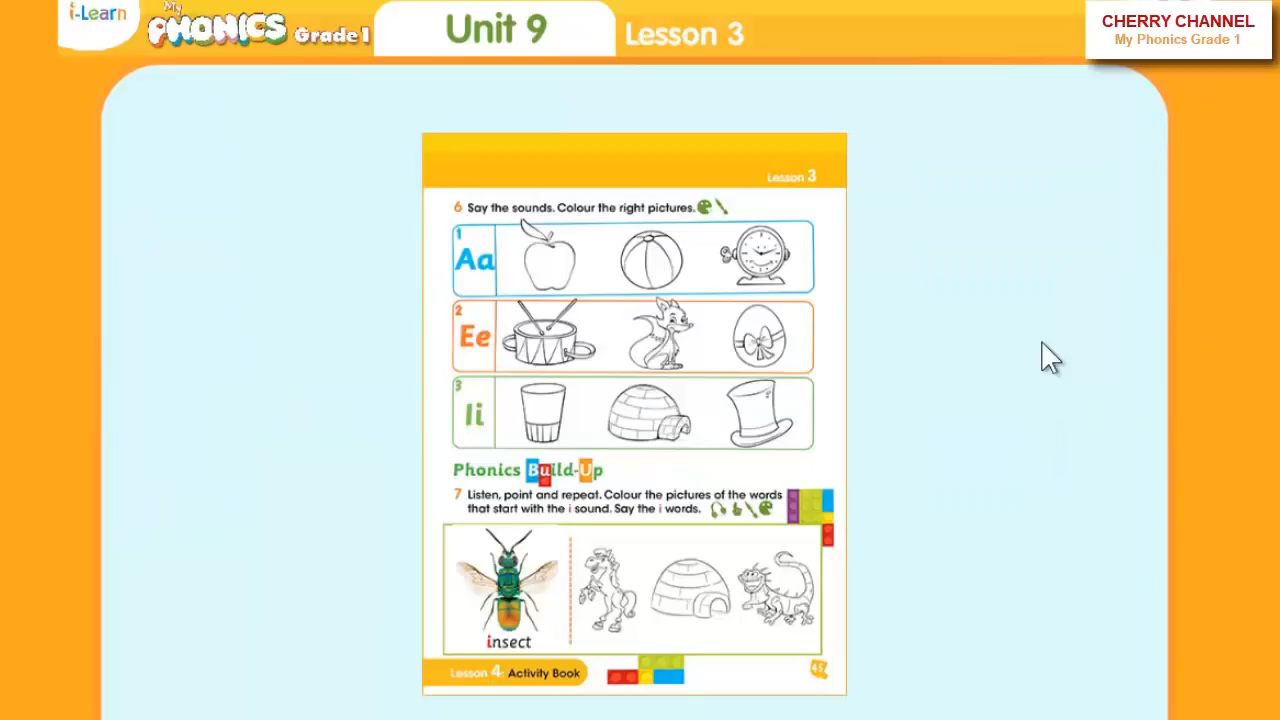 i-Learn
My
PHONICS Grade 1
Unit 9
Lesson 3
CHERRY CHANNEL
My Phonics Grade 1
Lesson 3
6 Say the sounds. Colour the right pictures.
1
Aa
2
Ee
3
Ii
Phonics Build-Up
7 Listen, point and repeat. Colour the pictures of the words
that start with the i sound. Say the i words.
insect
Lesson 4: Activity Book
45